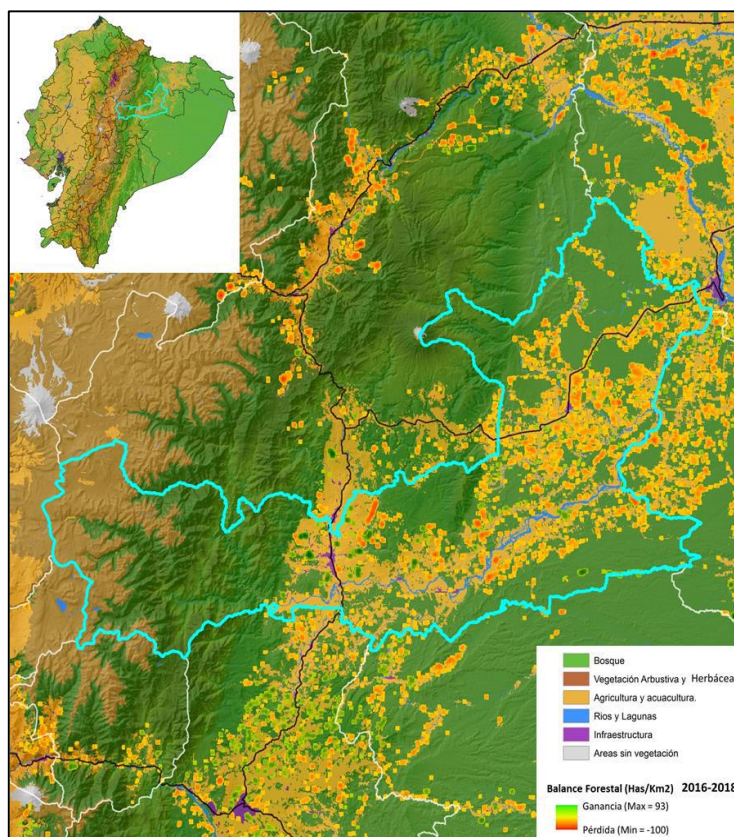 Bosque
Vegetación Arbustiva y Herbácea
Agricultura y acuacultura.
Rios y Lagunas
Infraestructura
Areas sin vegetación
Balance Forestal (Has/Km2) 2016-2018
Ganancia (Max = 93)
Pérdida (Min = -100)